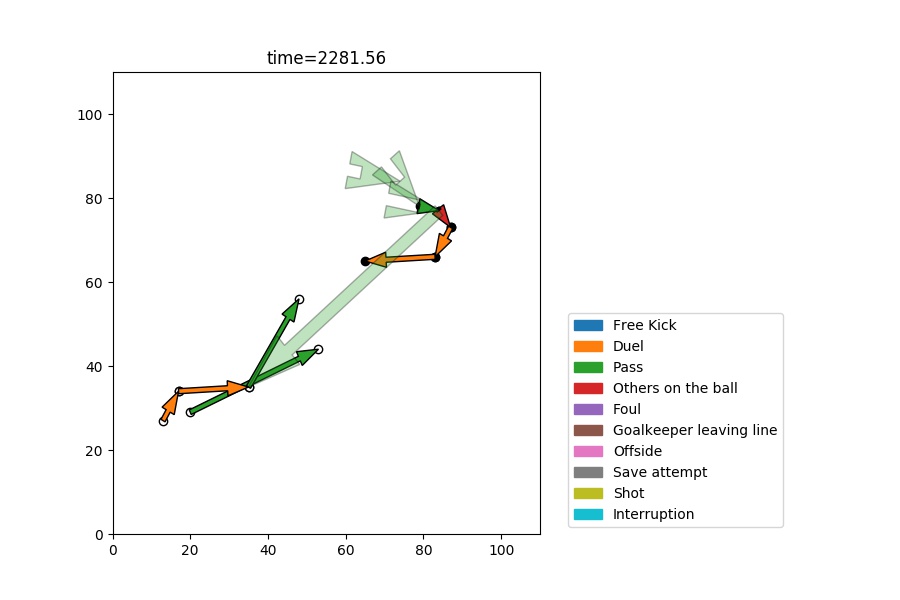 time=2281.56
100
80
60
40
20
0
0 20 40 60 80 100
Free Kick
Duel
Pass
Others on the ball
Foul
Goalkeeper leaving line
Offside
Save attempt
Shot
Interruption